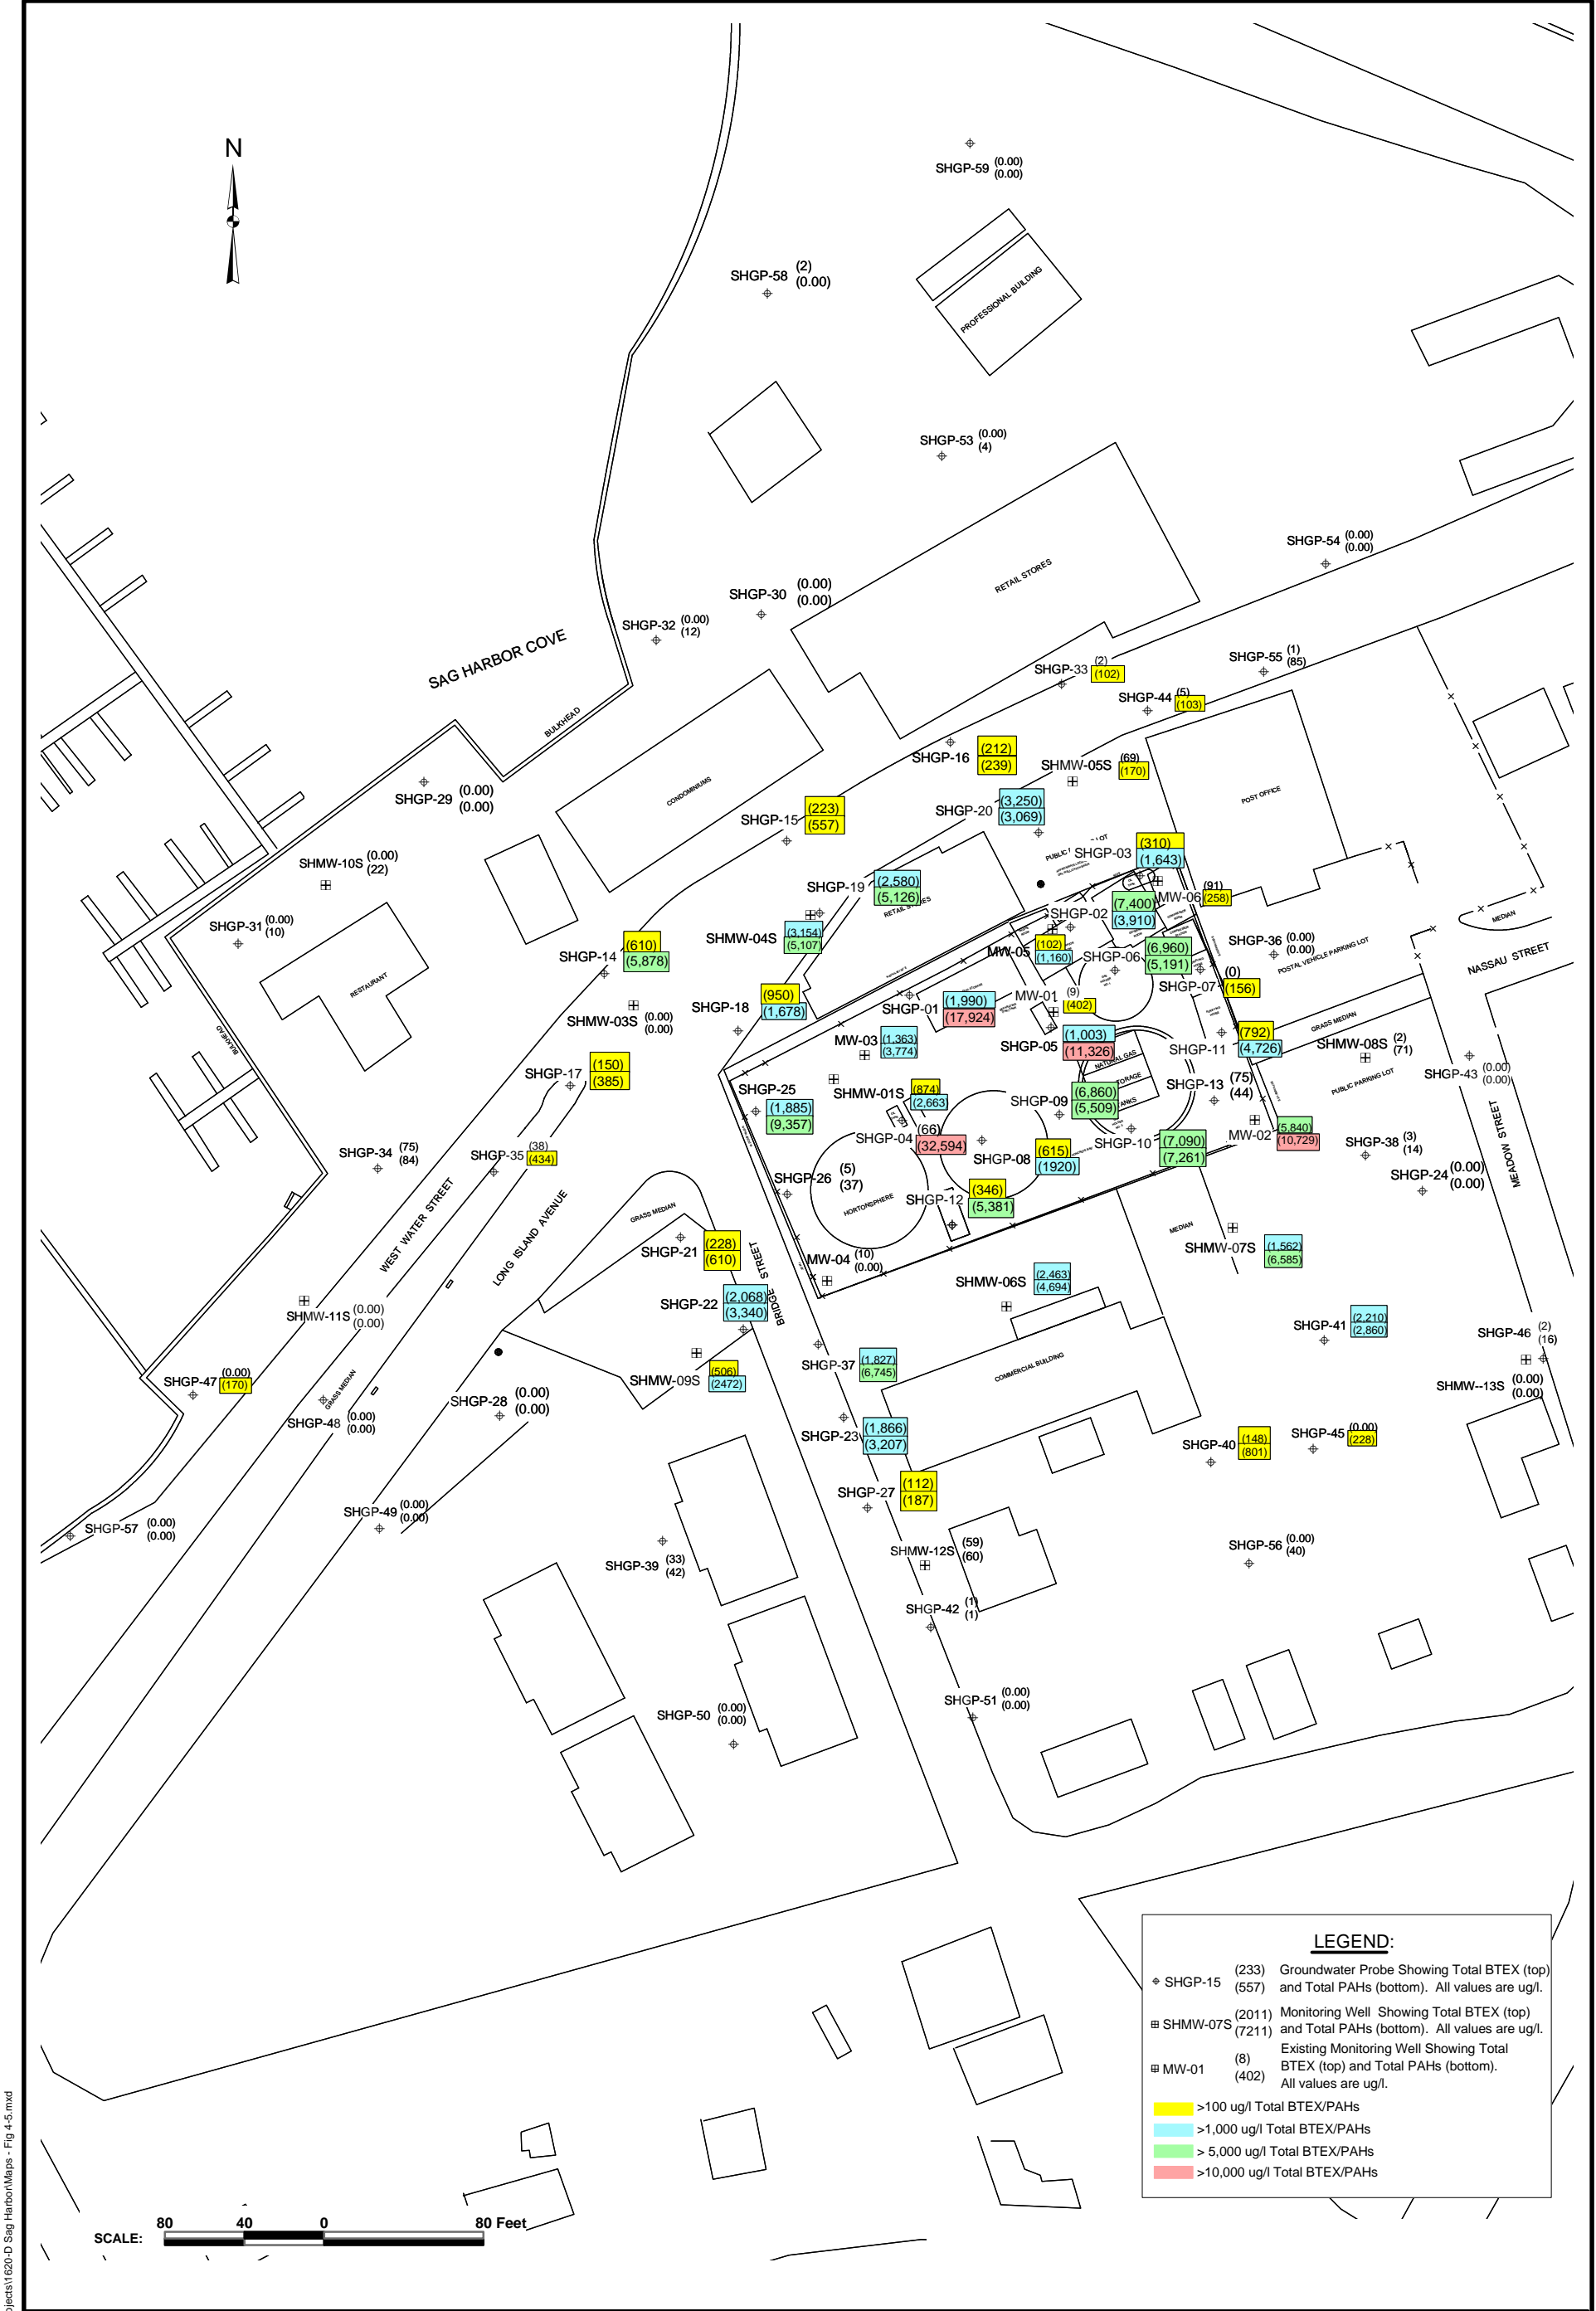 N
SHGP-59 (0.00)
(0.00)
SHGP-58 (2)
(0.00)
PROFESSIONAL BUILDING
SHGP-53 (0.00)
(4)
SHGP-54 (0.00)
(0.00)
RETAIL STORES
SHGP-30 (0.00)
(0.00)
SHGP-32 (0.00)
(12)
SAG HARBOR COVE
BULKHEAD
SHGP-33 (2)
(102)
SHGP-55 (1)
(85)
SHGP-44 (5)
(103)
SHGP-16 (212)
(239)
SHMW-05S (69)
(170)
SHGP-29 (0.00)
(0.00)
CONDOMINIUMS
POST OFFICE
SHGP-15 (223)
(557)
SHGP-20 (3,250)
(3,069)
SHGP-03 (310)
(1,643)
SHMW-10S (0.00)
(22)
SHGP-19 (2,580)
(5,126)
MW-06 (91)
(258)
SHGP-02 (7,400)
(3,910)
SHGP-31 (0.00)
(10)
SHMW-04S (3,154)
(5,107)
MEDIAN
SHGP-14 (610)
(5,878)
MW-05 (102)
(1,160)
SHGP-06 (6,960)
(5,191)
SHGP-36 (0.00)
(0.00)
POSTAL VEHICLE PARKING LOT
NASSAU STREET
RESTAURANT
SHGP-07 (0)
(156)
SHGP-18 (950)
(1,678)
SHGP-01 (1,990)
(17,924)
MW-01 (9)
(402)
SHMW-03S (0.00)
(0.00)
GRASS MEDIAN
BULKHEAD
MW-03 (1,363)
(3,774)
SHGP-05 (1,003)
(11,326)
SHGP-11 (792)
(4,726)
SHMW-08S (2)
(71)
SHGP-43 (0.00)
(0.00)
NATURAL GAS
PUBLIC PARKING LOT
SHGP-17 (150)
(385)
SHGP-25 (1,885)
(9,357)
SHMW-01S (874)
(2,663)
SHGP-09 (6,860)
(5,509)
SHGP-13 (75)
(44)
SHGP-04 (66)
(32,594)
MW-02 (5,840)
(10,729)
SHGP-10 (7,090)
(7,261)
SHGP-38 (3)
(14)
MEADOW STREET
SHGP-34 (75)
(84)
SHGP-35 (38)
(434)
SHGP-08 (615)
(1920)
SHGP-24 (0.00)
(0.00)
SHGP-26 (5)
(37)
HORTONSPHERE
SHGP-12 (346)
(5,381)
WEST WATER STREET
LONG ISLAND AVENUE
GRASS MEDIAN
MEDIAN
SHGP-21 (228)
(610)
BRIDGE STREET
MW-04 (10)
(0.00)
SHMW-07S (1,562)
(6,585)
SHMW-06S (2,463)
(4,694)
SHGP-22 (2,068)
(3,340)
SHMW-11S (0.00)
(0.00)
SHGP-41 (2,210)
(2,860)
SHGP-46 (2)
(16)
SHGP-37 (1,827)
(6,745)
COMMERCIAL BUILDING
SHMW-09S (506)
(2472)
SHGP-47 (0.00)
(170)
SHMW--13S (0.00)
(0.00)
GRASS MEDIAN
SHGP-28 (0.00)
(0.00)
SHGP-48 (0.00)
(0.00)
SHGP-23 (1,866)
(3,207)
SHGP-40 (148)
(801)
SHGP-45 (0.00)
(228)
SHGP-27 (112)
(187)
SHGP-49 (0.00)
(0.00)
SHGP-57 (0.00)
(0.00)
SHMW-12S (59)
(60)
SHGP-56 (0.00)
(40)
SHGP-39 (33)
(42)
SHGP-42 (1)
(1)
SHGP-51 (0.00)
(0.00)
SHGP-50 (0.00)
(0.00)
LEGEND:
SHGP-15 (233) (557) Groundwater Probe Showing Total BTEX (top)
and Total PAHs (bottom). All values are ug/l.
SHMW-07S (2011) (7211) Monitoring Well Showing Total BTEX (top)
and Total PAHs (bottom). All values are ug/l.
MW-01 (8) (402) Existing Monitoring Well Showing Total
BTEX (top) and Total PAHs (bottom).
All values are ug/l.
>100 ug/l Total BTEX/PAHs
>1,000 ug/l Total BTEX/PAHs
> 5,000 ug/l Total BTEX/PAHs
>10,000 ug/l Total BTEX/PAHs
SCALE: 80 40 0 80 Feet
ojects\1620-D Sag Harbor\Maps - Fig 4-5.mxd